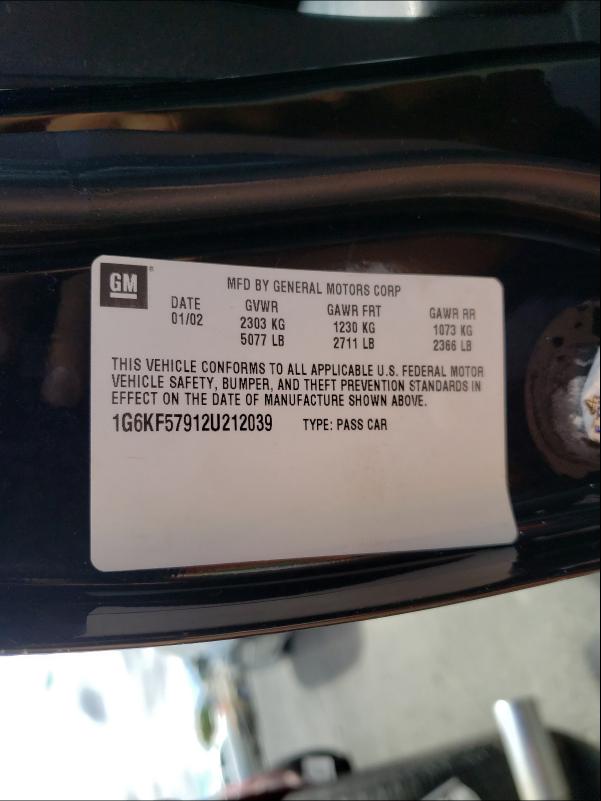 GM ® MFD BY GENERAL MOTORS CORP
DATE GVWR GAWR FRT GAWR RR
01/02 2303 KG 1230 KG 1073 KG
5077 LB 2711 LB 2366 LB
THIS VEHICLE CONFORMS TO ALL APPLICABLE U.S. FEDERAL MOTOR
VEHICLE SAFETY, BUMPER, AND THEFT PREVENTION STANDARDS IN
EFFECT ON THE DATE OF MANUFACTURE SHOWN ABOVE.
1G6KF57912U212039 TYPE: PASS CAR